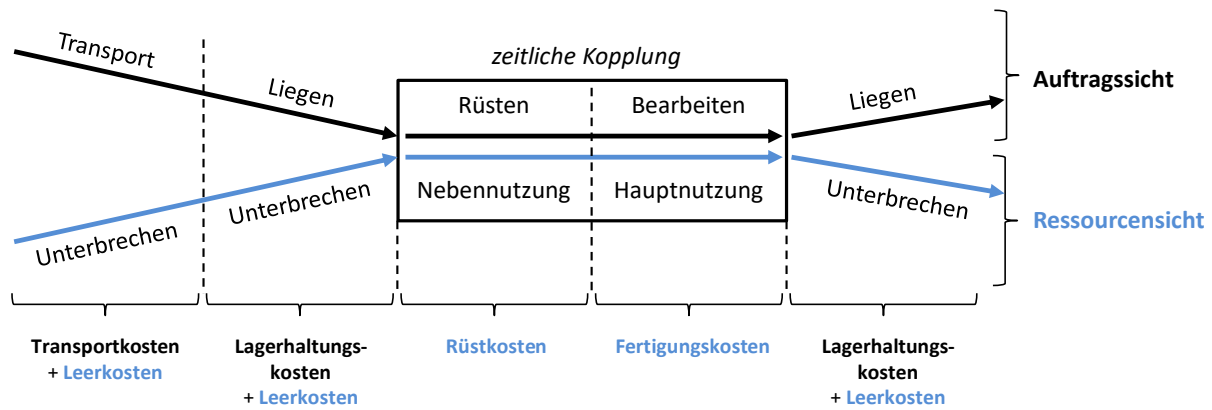 Transport
zeitliche Kopplung
Liegen
Rüsten
Bearbeiten
Liegen
Auftragssicht
Unterbrechen
Unterbrechen
Nebennutzung
Hauptnutzung
Unterbrechen
Ressourcensicht
Transportkosten
+ Leerkosten
Lagerhaltungs-
kosten
+ Leerkosten
Rüstkosten
Fertigungskosten
Lagerhaltungs-
kosten
+ Leerkosten